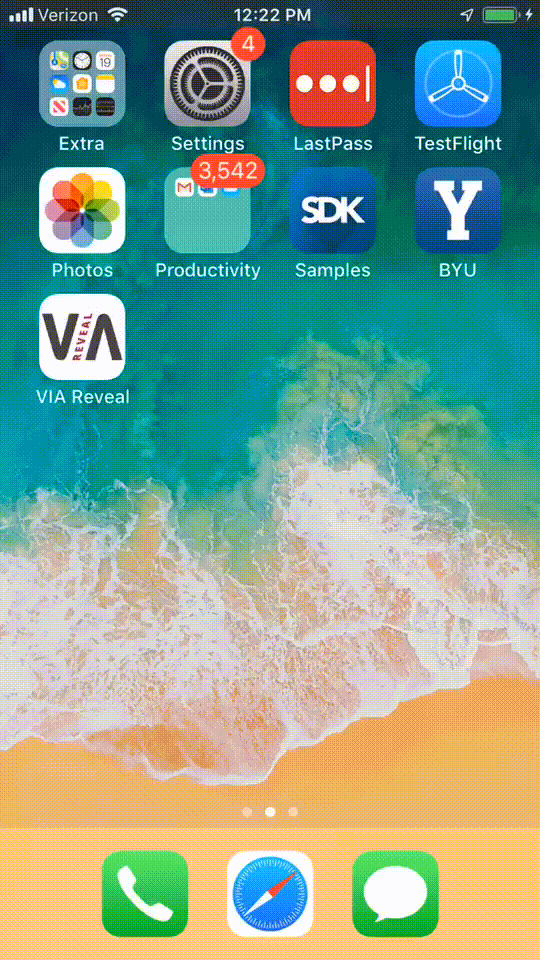 Verizon 12:22 PM
19
4
Extra Settings LastPass TestFlight
3,542
SDK Y
Photos Productivity Samples BYU
VIA
REVEAL
VIA Reveal